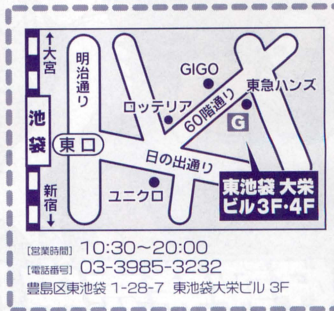 ↑大宮
明治通り
GIGO
東急ハンズ
ロッテリア
60階通り
G
池袋
東口
日の出通り
新宿↓
ユニクロ
東池袋 大栄
ビル3F・4F
[営業時間] 10:30〜20:00
[電話番号] 03-3985-3232
豊島区東池袋 1-28-7 東池袋大栄ビル 3F